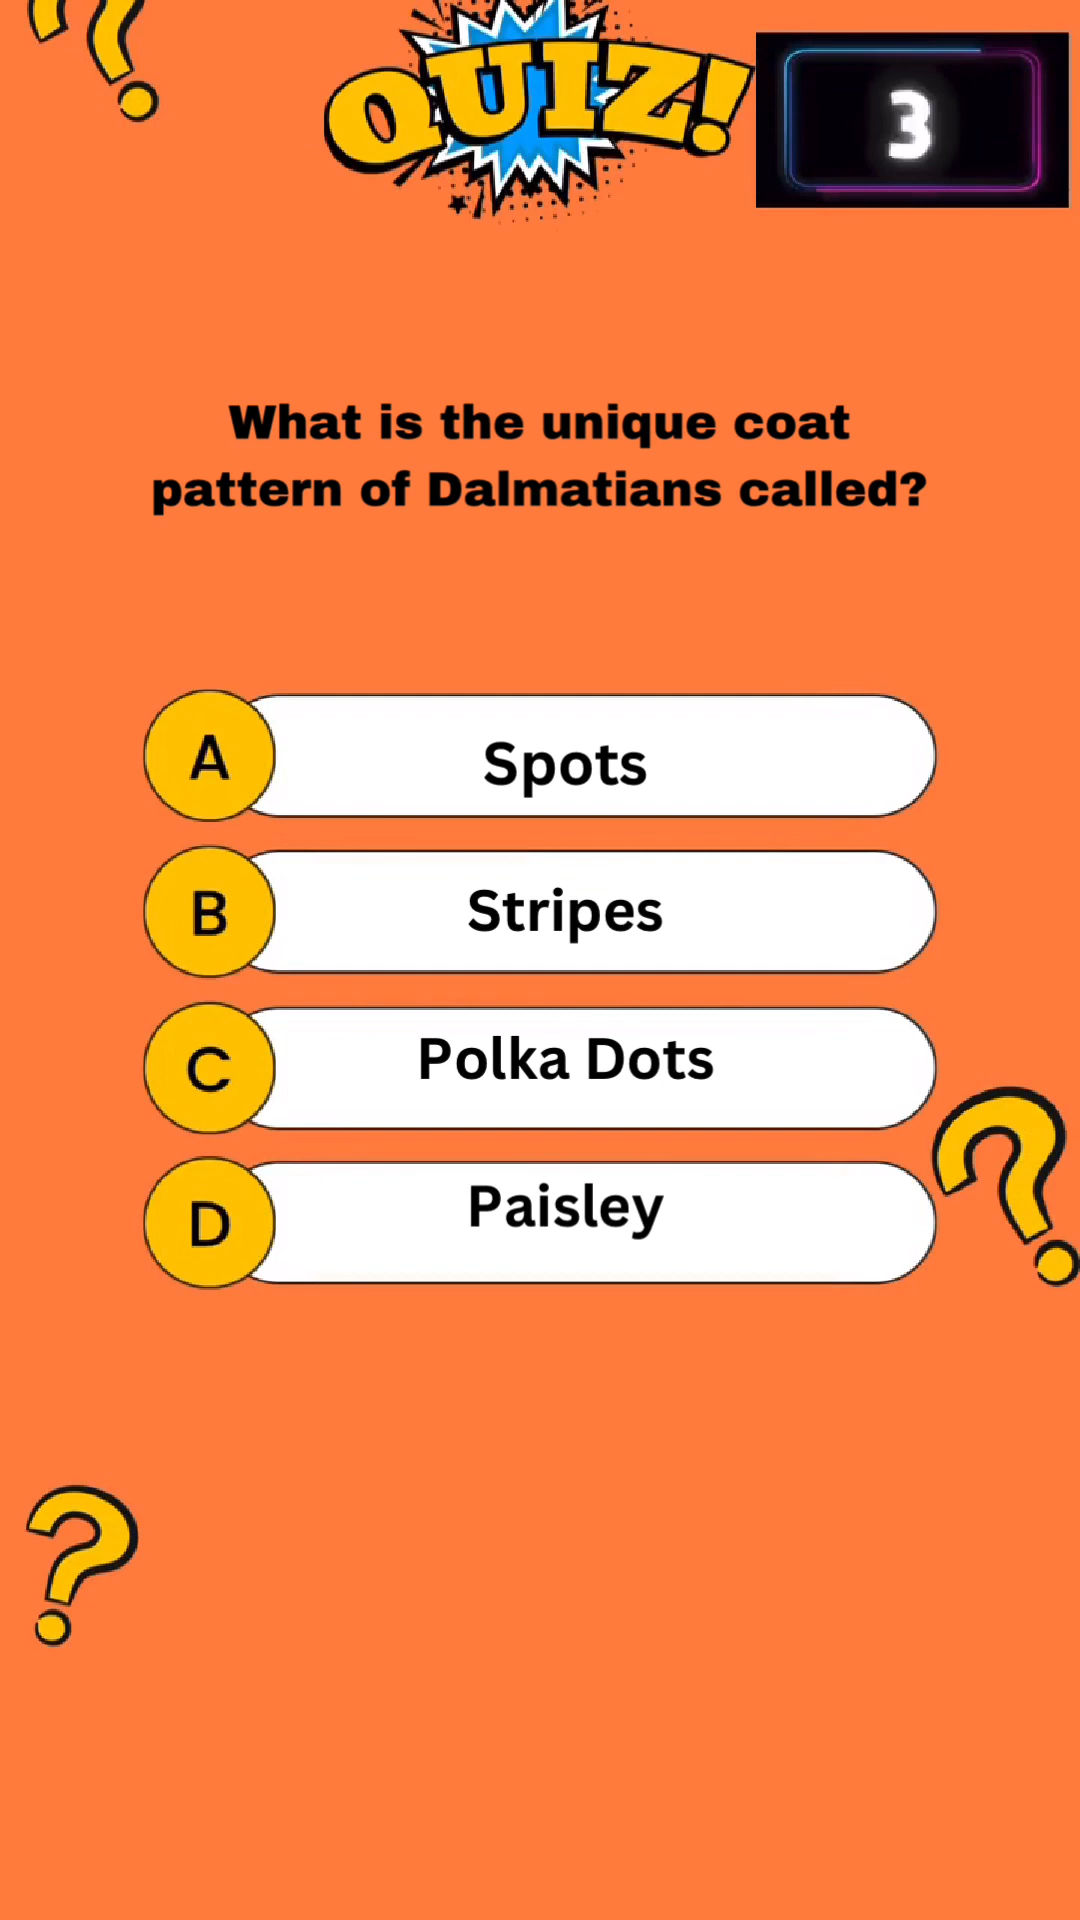 QUIZ!
3
What is the unique coat
pattern of Dalmatians called?
A Spots
B Stripes
C Polka Dots
D Paisley